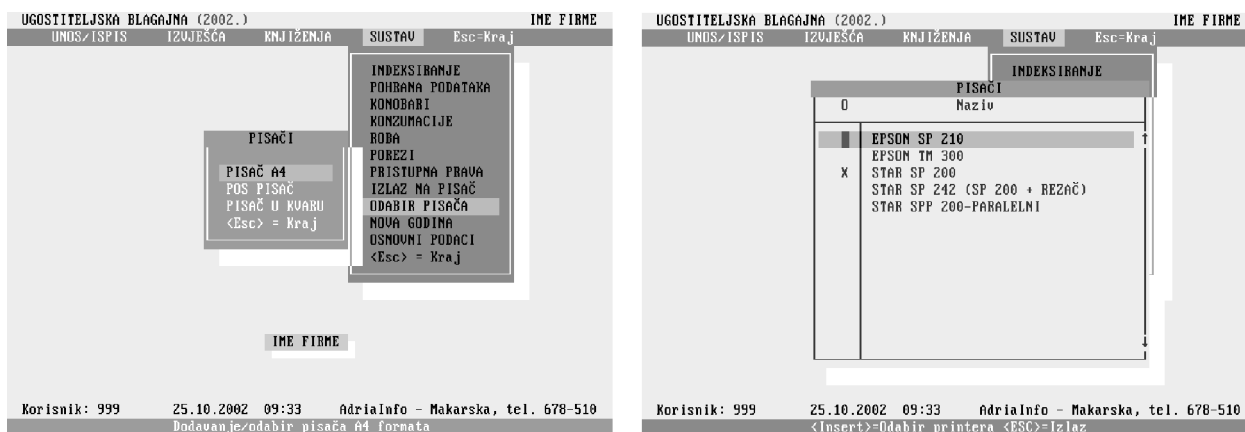 UGOSTITELJSKA BLAGAJNA (2002.) IME FIRME
UNOS/ISPIS IZVJEŠĆA KNJIŽENJA SUSTAV Esc=Kraj
INDEKSIRANJE
POHRANA PODATAKA
KONOBARI
KONZUMACIJE
ROBA
POREZI
PRISTUPNA PRAVA
IZLAZ NA PISAČ
ODABIR PISAČA
NOVA GODINA
OSNOVNI PODACI
<Esc> = Kraj
PISAČI
PISAČ A4
POS PISAČ
PISAČ U KVARU
<Esc> = Kraj
IME FIRME
Korisnik: 999 25.10.2002 09:33 AdriaInfo - Makarska, tel. 678-510
Dodavanje/odabir pisača A4 formata
UGOSTITELJSKA BLAGAJNA (2002.) IME FIRME
UNOS/ISPIS IZVJEŠĆA KNJIŽENJA SUSTAV Esc=Kraj
INDEKSIRANJE
PISAČI
O Naziv
EPSON SP 210
EPSON TM 300
X STAR SP 200
STAR SP 242 (SP 200 + REZAČ)
STAR SPP 200-PARALELNI
Korisnik: 999 25.10.2002 09:33 AdriaInfo - Makarska, tel. 678-510
<Insert>=Odabir printera <ESC>=Izlaz